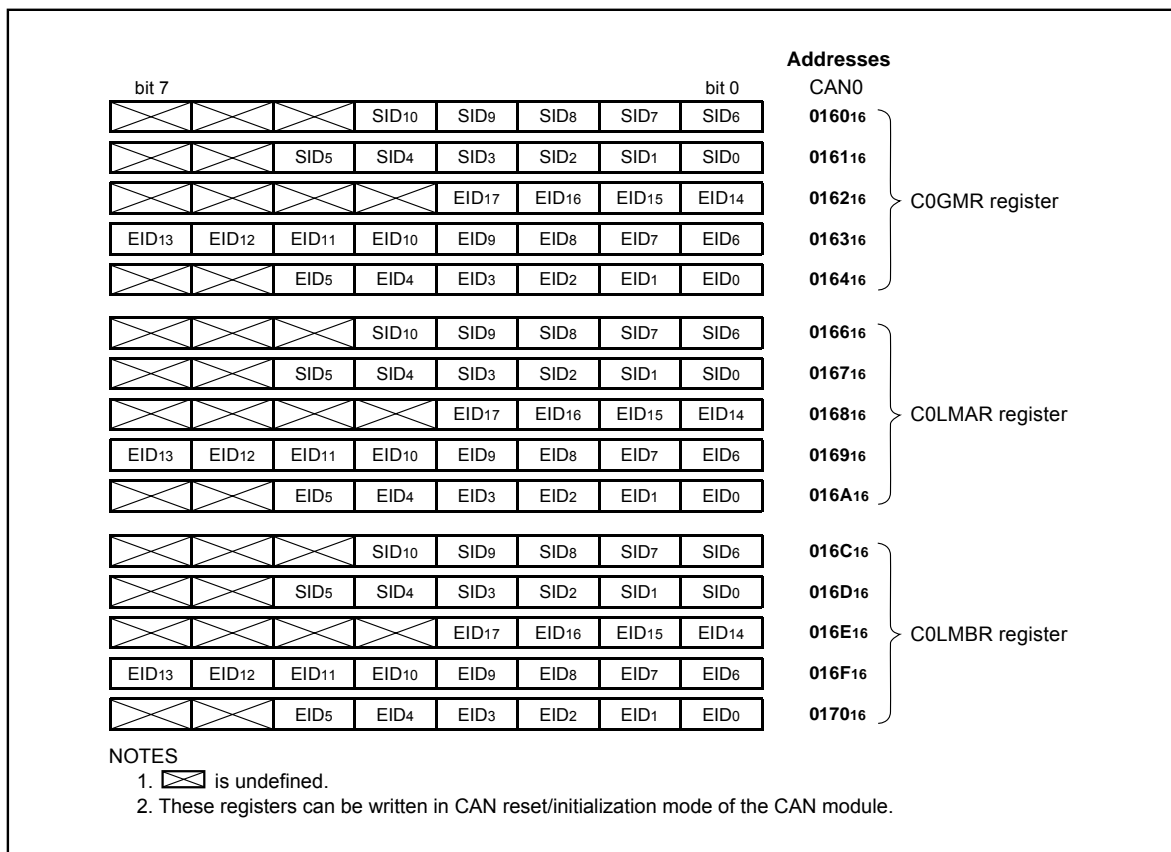 Addresses
bit 7 bit 0 CAN0
SID10 SID9 SID8 SID7 SID6 016016
SID5 SID4 SID3 SID2 SID1 SID0 016116
EID17 EID16 EID15 EID14 016216 C0GMR register
EID13 EID12 EID11 EID10 EID9 EID8 EID7 EID6 016316
EID5 EID4 EID3 EID2 EID1 EID0 016416
SID10 SID9 SID8 SID7 SID6 016616
SID5 SID4 SID3 SID2 SID1 SID0 016716
EID17 EID16 EID15 EID14 016816 C0LMAR register
EID13 EID12 EID11 EID10 EID9 EID8 EID7 EID6 016916
EID5 EID4 EID3 EID2 EID1 EID0 016A16
SID10 SID9 SID8 SID7 SID6 016C16
SID5 SID4 SID3 SID2 SID1 SID0 016D16
EID17 EID16 EID15 EID14 016E16 C0LMBR register
EID13 EID12 EID11 EID10 EID9 EID8 EID7 EID6 016F16
EID5 EID4 EID3 EID2 EID1 EID0 017016
NOTES
1. is undefined.
2. These registers can be written in CAN reset/initialization mode of the CAN module.